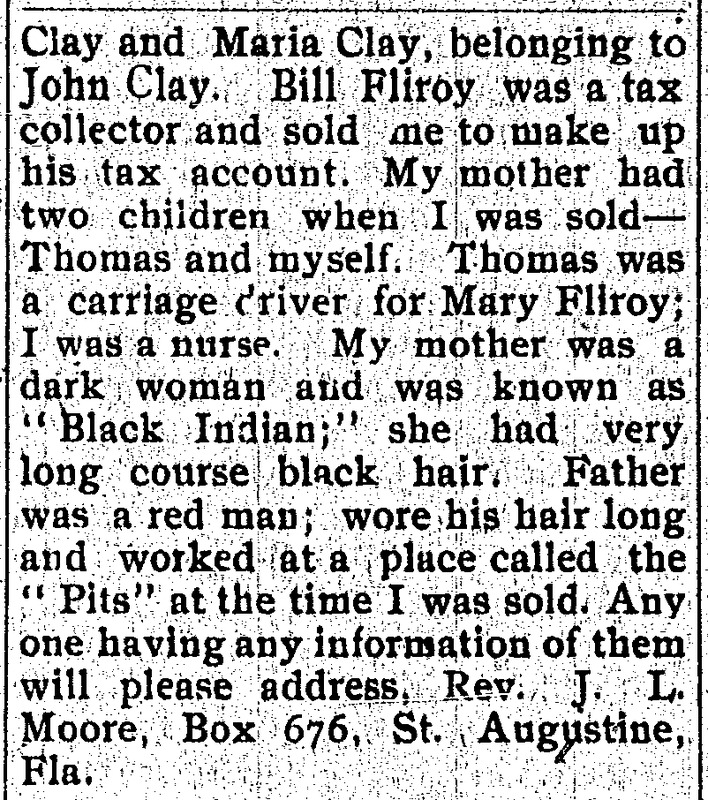 Clay and Maria Clay, belonging to
John Clay. Bill Fliroy was a tax
collector and sold me to make up
his tax account. My mother had
two children when I was sold—
Thomas and myself. Thomas was
a carriage driver for Mary Fliroy;
I was a nurse. My mother was a
dark woman and was known as
"Black Indian;" she had very
long course black hair. Father
was a red man; wore his hair long
and worked at a place called the
"Pits" at the time I was sold. Any
one having any information of them
will please address, Rev. J. L.
Moore, Box 676, St. Augustine,
Fla.